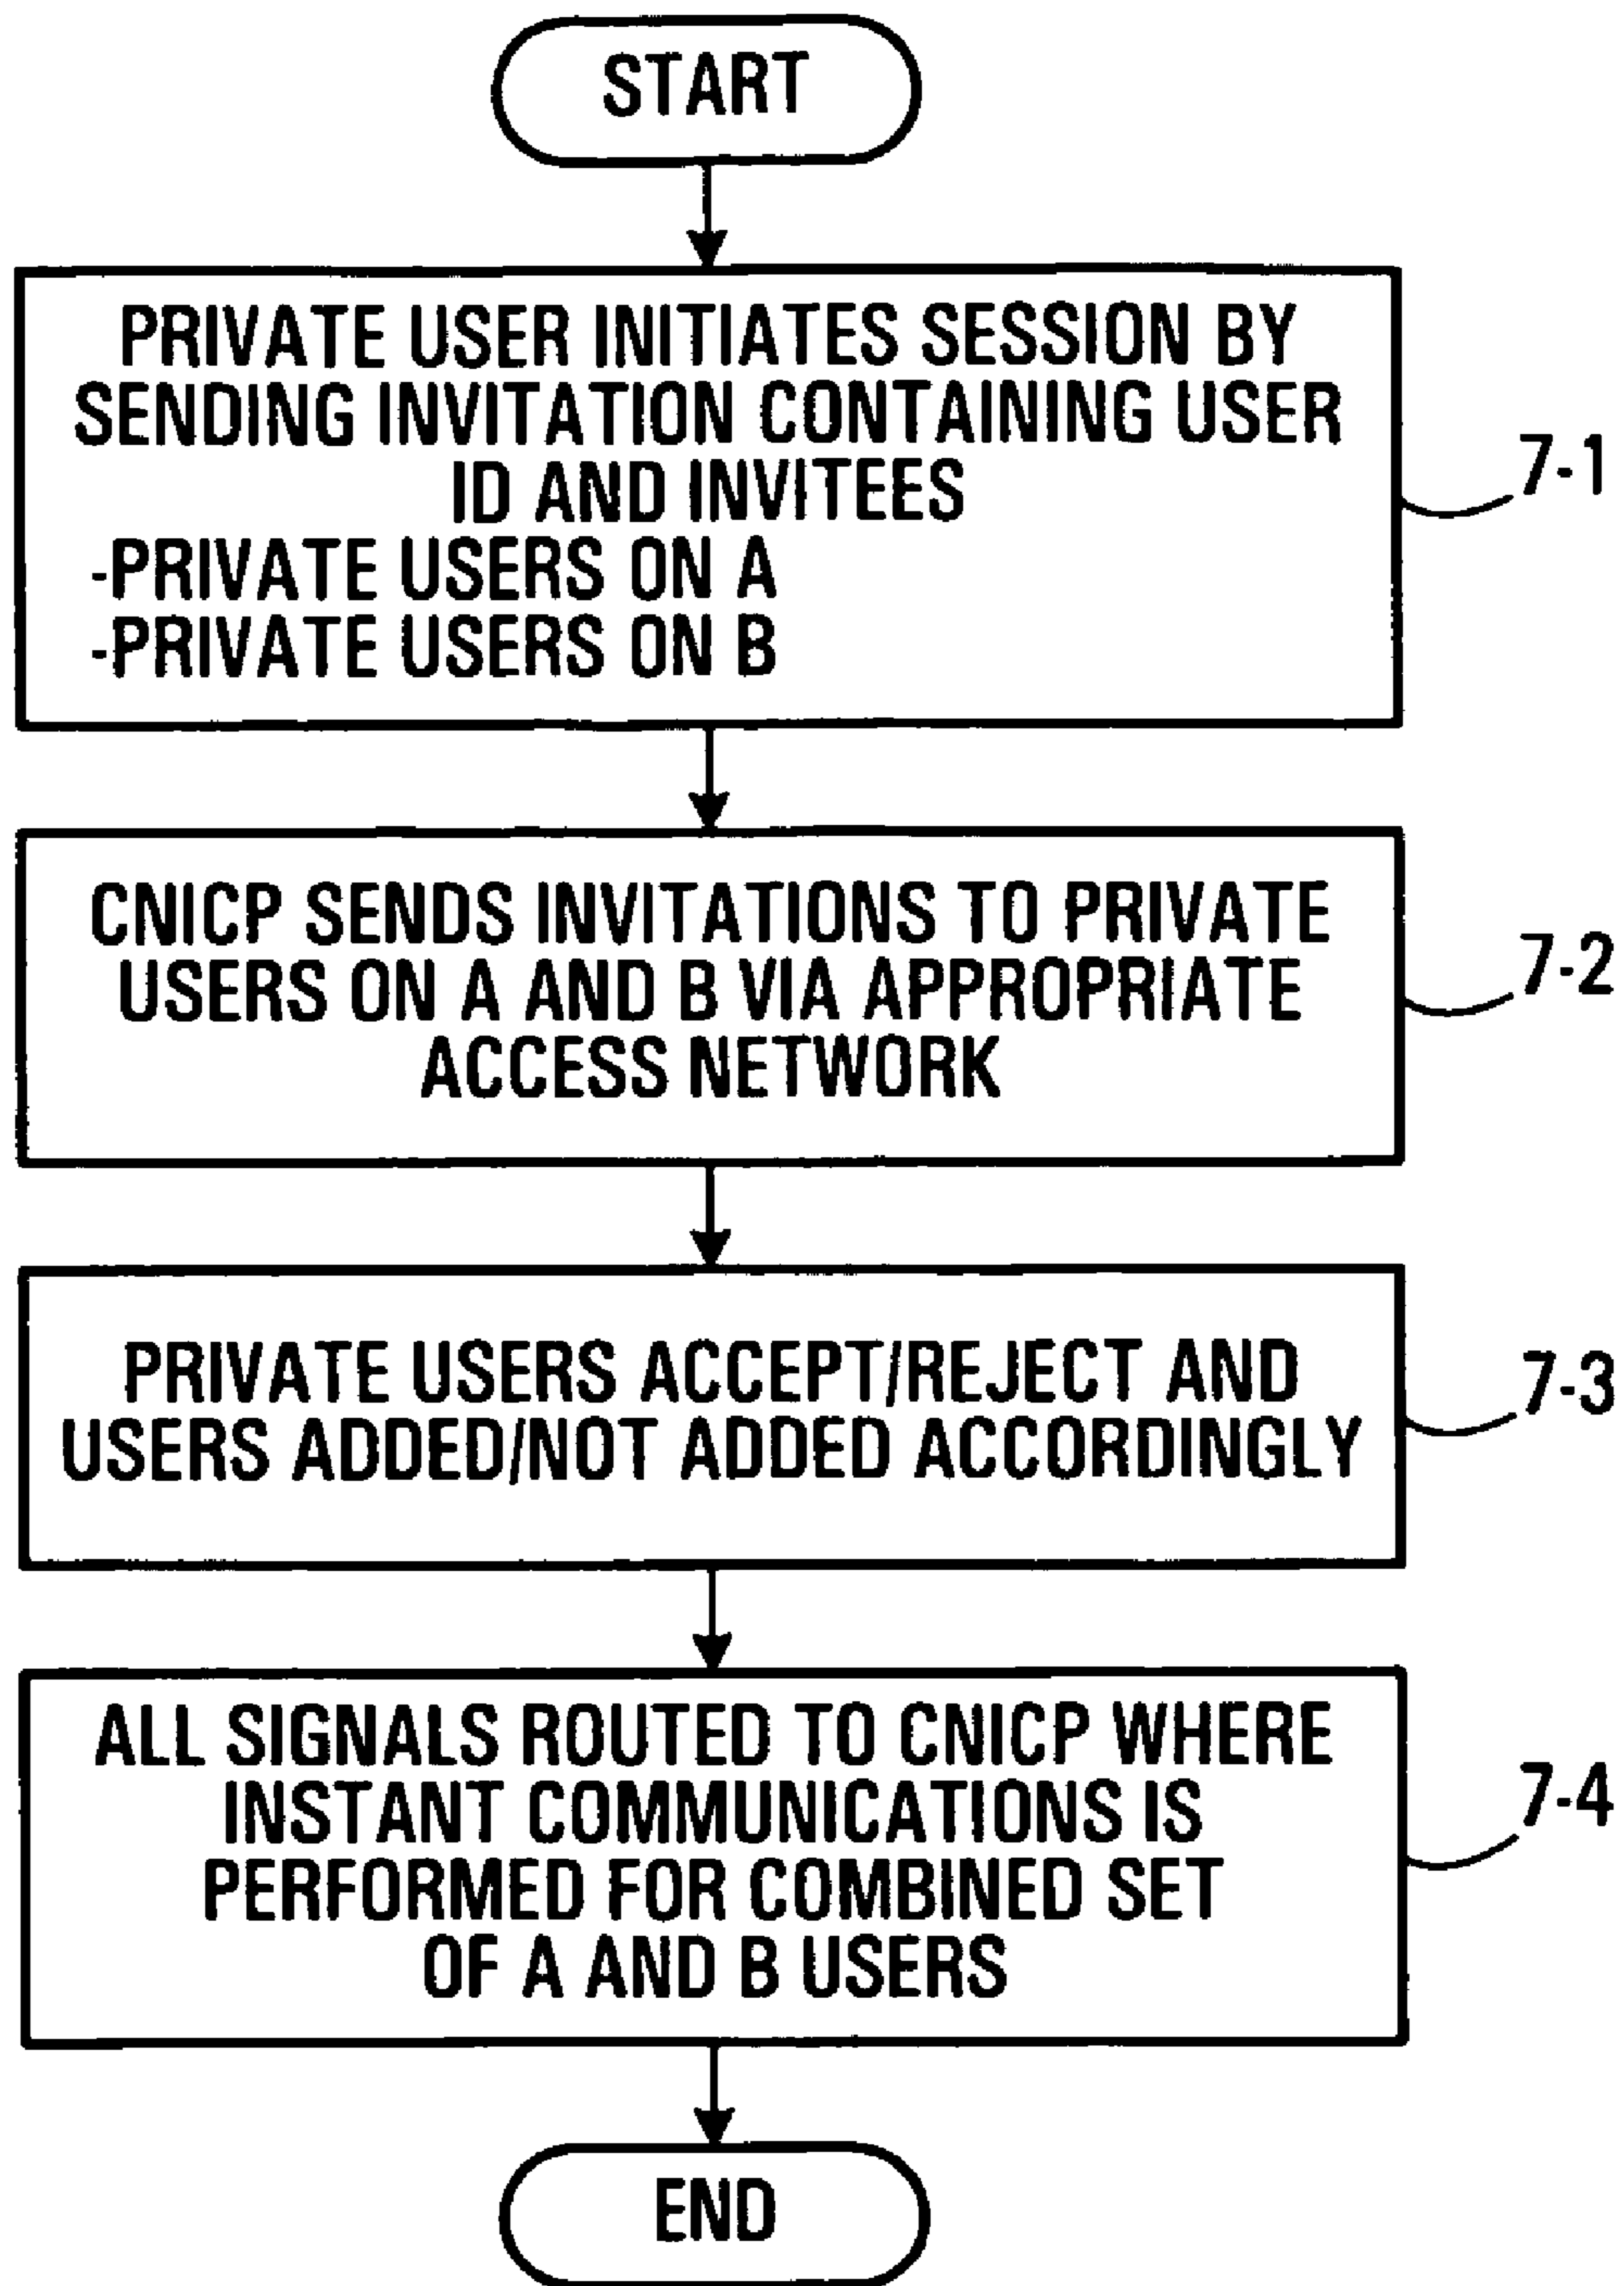 START
PRIVATE USER INITIATES SESSION BY
SENDING INVITATION CONTAINING USER
ID AND INVITEES
-PRIVATE USERS ON A
-PRIVATE USERS ON B
7-1
CNICP SENDS INVITATIONS TO PRIVATE
USERS ON A AND B VIA APPROPRIATE
ACCESS NETWORK
7-2
PRIVATE USERS ACCEPT/REJECT AND
USERS ADDED/NOT ADDED ACCORDINGLY
7-3
ALL SIGNALS ROUTED TO CNICP WHERE
INSTANT COMMUNICATIONS IS
PERFORMED FOR COMBINED SET
OF A AND B USERS
7-4
END